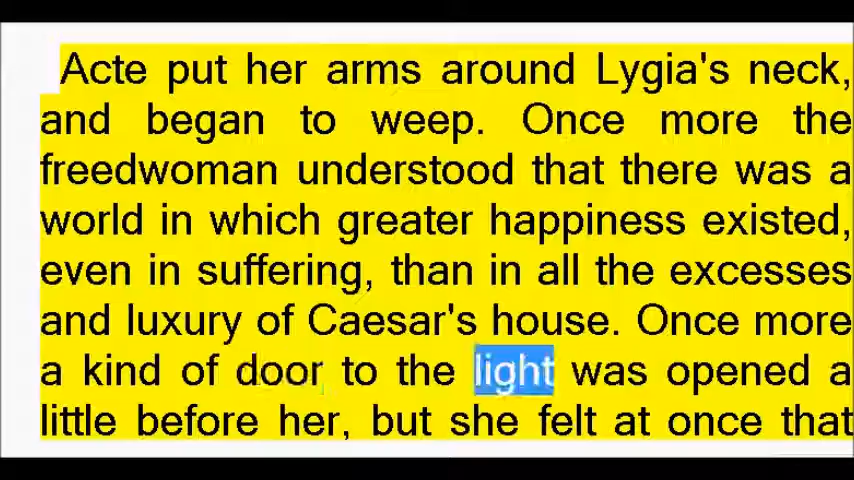 Acte put her arms around Lygia's neck,
and began to weep. Once more the
freedwoman understood that there was a
world in which greater happiness existed,
even in suffering, than in all the excesses
and luxury of Caesar's house. Once more
a kind of door to the light was opened a
little before her, but she felt at once that